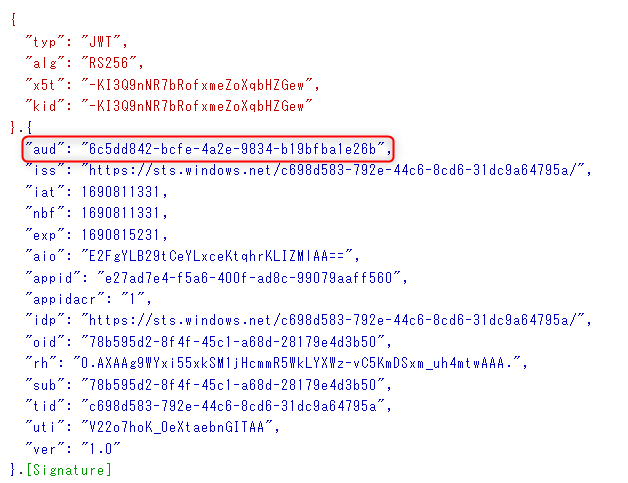 {
"typ": "JWT",
"alg": "RS256",
"x5t": "-KI3Q9nNR7bRofxmeZoXqbHZGew",
"kid": "-KI3Q9nNR7bRofxmeZoXqbHZGew"
}.{
"aud": "6c5dd842-bcfe-4a2e-9834-b19bfba1e26b",
"iss": "https://sts.windows.net/c698d583-792e-44c6-8cd6-31dc9a64795a/",
"iat": 1690811331,
"nbf": 1690811331,
"exp": 1690815231,
"aio": "E2FgYLB29tCeYLxceKtqhrKLIZMIAA==",
"appid": "e27ad7e4-f5a6-400f-ad8c-99079aaff560",
"appidacr": "1",
"idp": "https://sts.windows.net/c698d583-792e-44c6-8cd6-31dc9a64795a/",
"oid": "78b595d2-8f4f-45c1-a68d-28179e4d3b50",
"rh": "0.AXAAg9WYxi55xkSM1jHcmmR5WkLYXWz-vC5KmDSxm_uh4mtwAAA.",
"sub": "78b595d2-8f4f-45c1-a68d-28179e4d3b50",
"tid": "c698d583-792e-44c6-8cd6-31dc9a64795a",
"uti": "V22o7hoK_0eXtaebnGITAA",
"ver": "1.0"
}.[Signature]